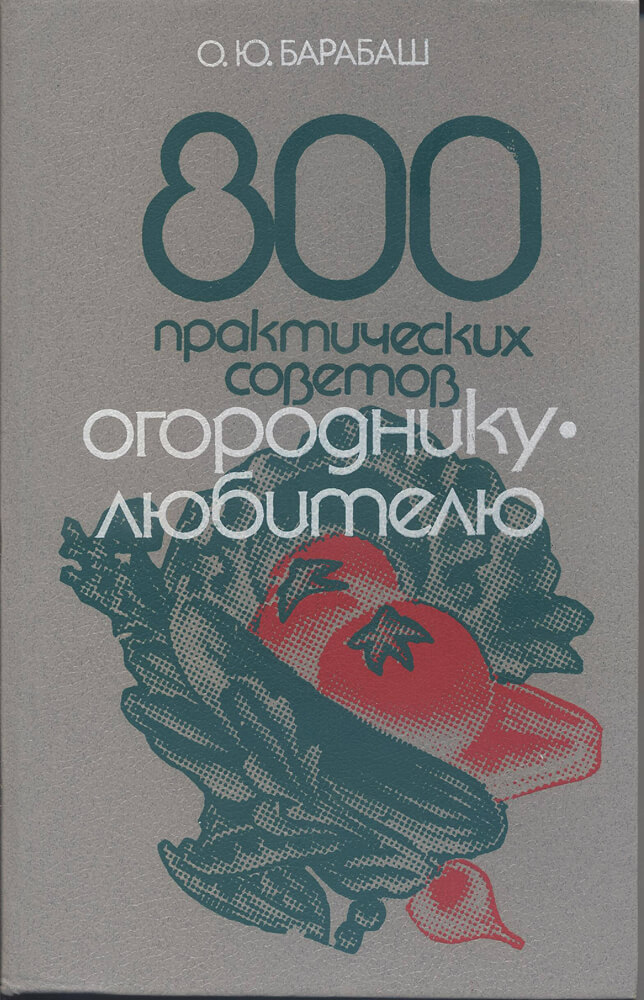 О. Ю. БАРАБАШ
800
практических
советов
огороднику-
любителю